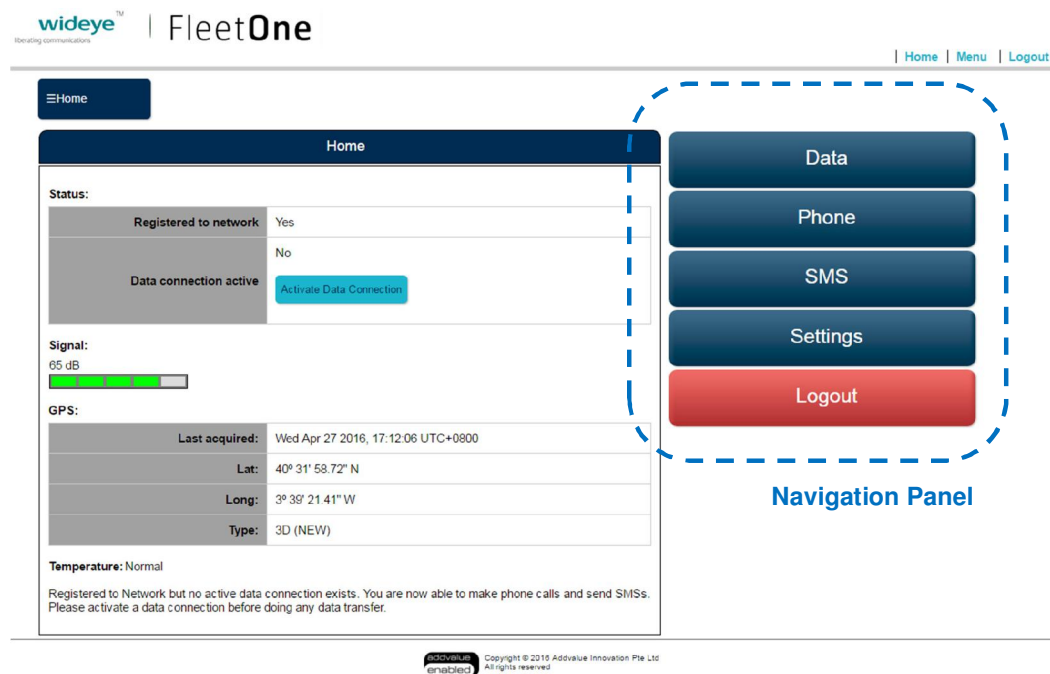 wideye™ | FleetOne
liberating communications
| Home | Menu | Logout
≡Home
Home
Status:
Registered to network Yes
Data connection active No
Activate Data Connection
Signal:
65 dB
GPS:
Last acquired: Wed Apr 27 2016, 17:12:06 UTC+0800
Lat: 40º 31' 58.72" N
Long: 3º 39' 21.41" W
Type: 3D (NEW)
Temperature: Normal
Registered to Network but no active data connection exists. You are now able to make phone calls and send SMSs.
Please activate a data connection before doing any data transfer.
Data
Phone
SMS
Settings
Logout
Navigation Panel
addvalue
enabled
Copyright © 2016 Addvalue Innovation Pte Ltd
All rights reserved